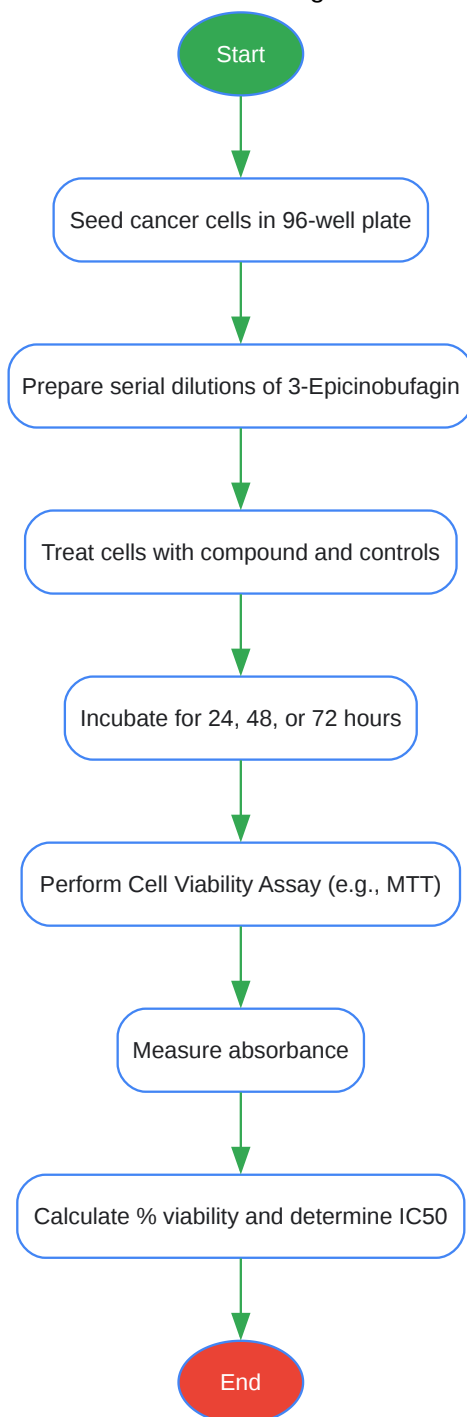 Start
Seed cancer cells in 96-well plate
Prepare serial dilutions of 3-Epicinobufagin
Treat cells with compound and controls
Incubate for 24, 48, or 72 hours
Perform Cell Viability Assay (e.g., MTT)
Measure absorbance
Calculate % viability and determine IC50
End